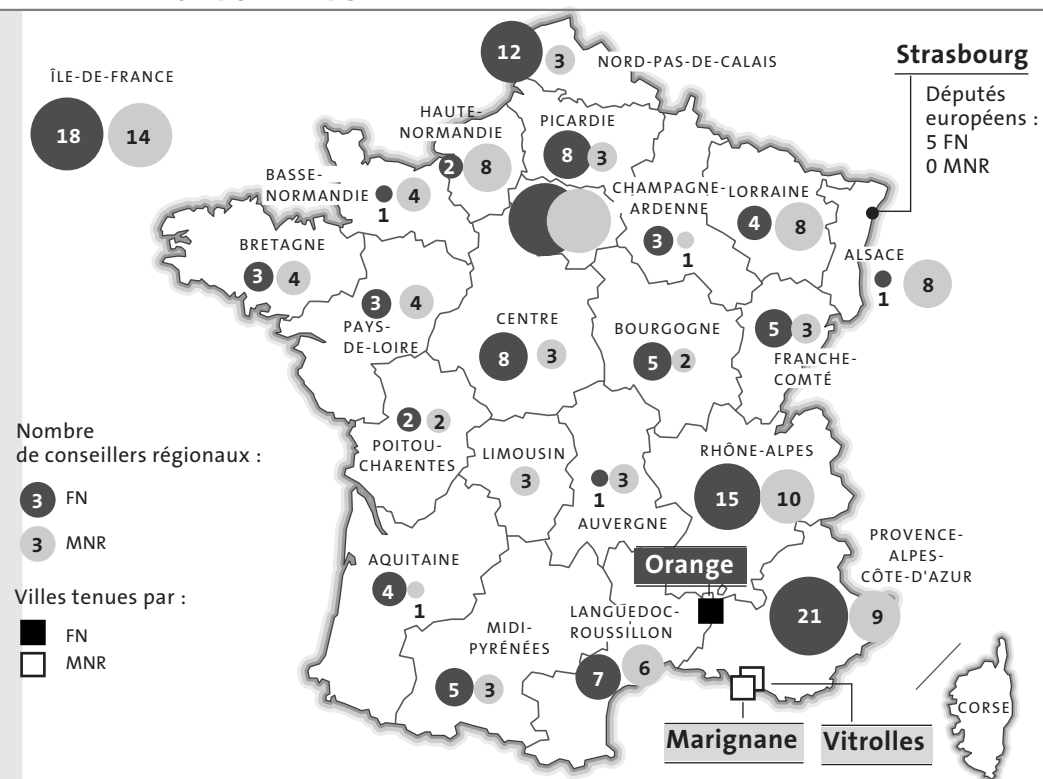 ÎLE-DE-FRANCE
18 14
12 3
NORD-PAS-DE-CALAIS
Strasbourg
Députés
européens :
5 FN
0 MNR
HAUTE-
NORMANDIE
2 8
PICARDIE
8 3
BASSE-
NORMANDIE
1 4
CHAMPAGNE-
ARDENNE
3 1
LORRAINE
4 8
ALSACE
1 8
BRETAGNE
3 4
3 4
PAYS-
DE-LOIRE
CENTRE
8 3
BOURGOGNE
5 2
5 3
FRANCHE-
COMTÉ
2 2
POITOU-
CHARENTES
LIMOUSIN
3
1 3
AUVERGNE
RHÔNE-ALPES
15 10
Nombre
de conseillers régionaux :
3 FN
3 MNR
Villes tenues par :
FN
MNR
AQUITAINE
4 1
MIDI-
PYRÉNÉES
5 3
LANGUEDOC-
ROUSSILLON
7 6
Orange
PROVENCE-
ALPES-
CÔTE-D'AZUR
21 9
Marignane
Vitrolles
CORSE